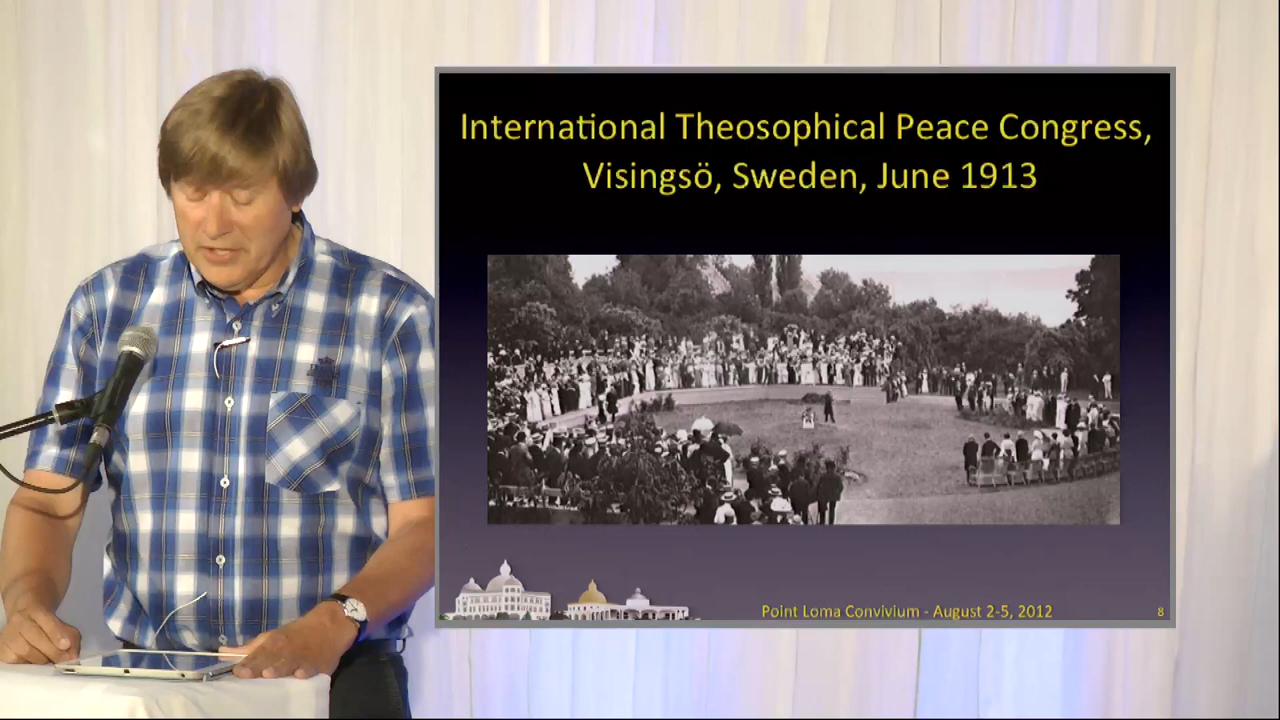 International Theosophical Peace Congress,
Visingsö, Sweden, June 1913
Point Loma Convivium - August 2-5, 2012
8